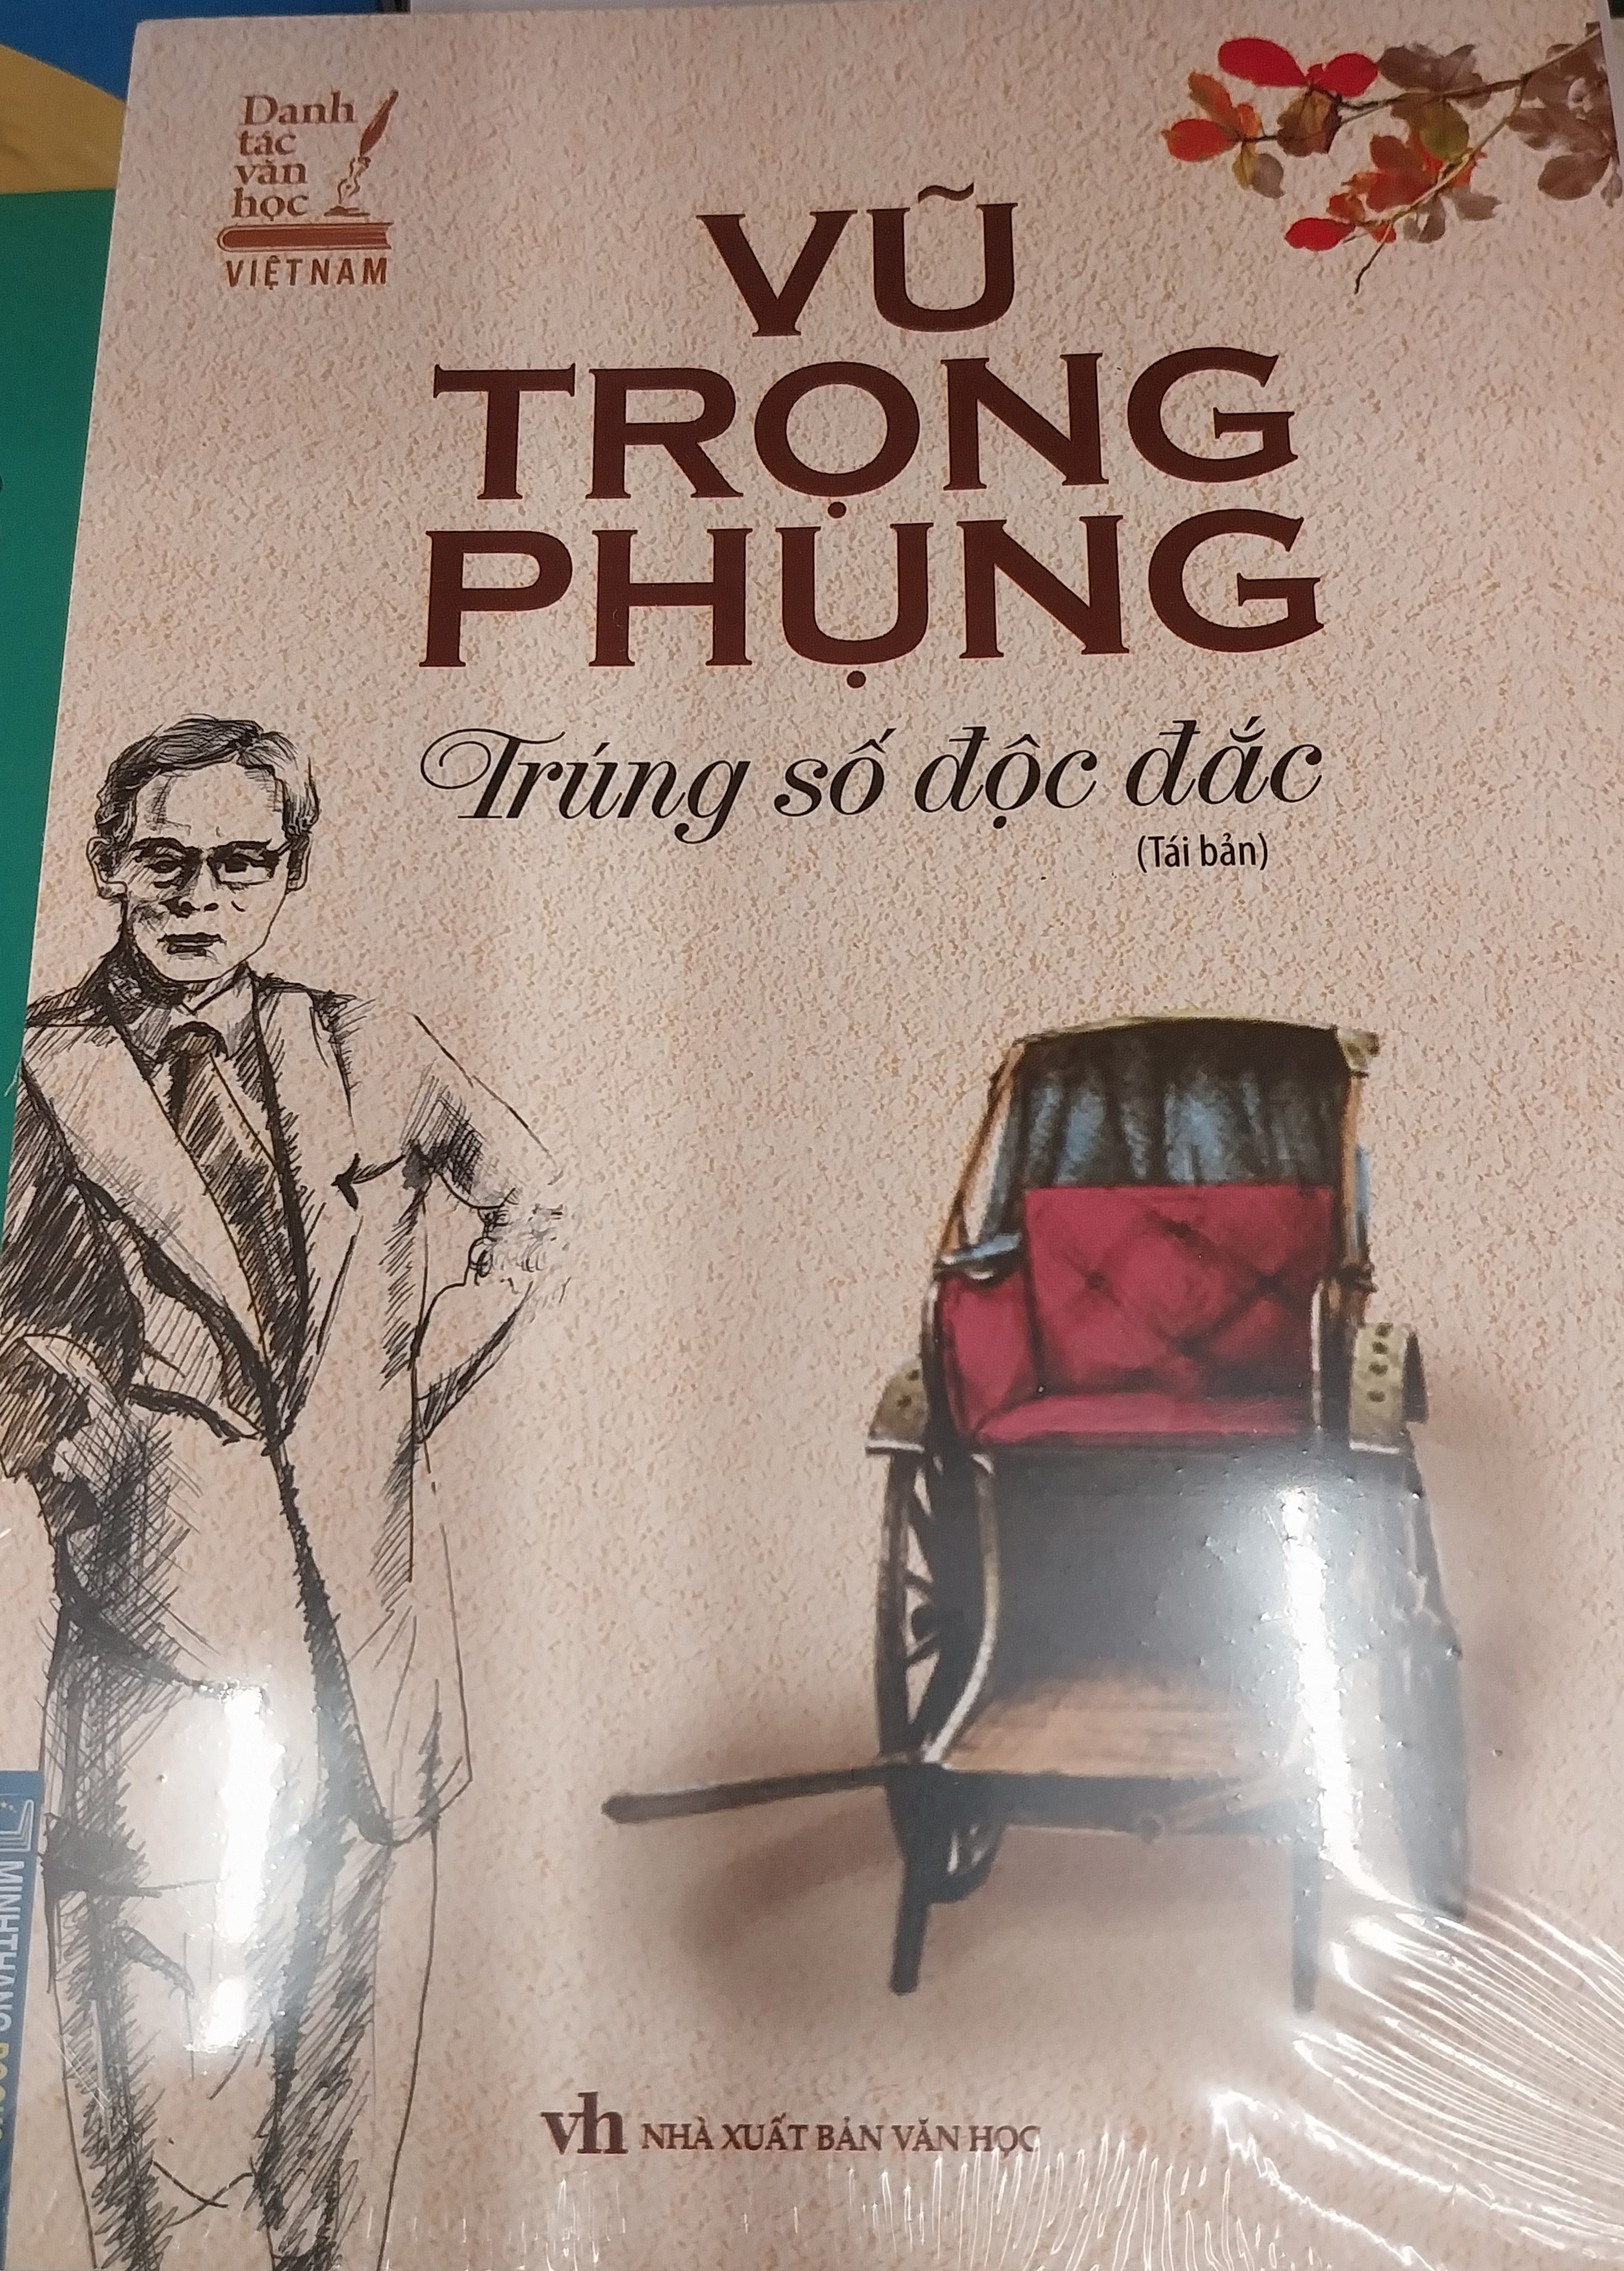 Danh
tác
văn
học
VIỆT NAM
VŨ
TRỌNG
PHỤNG
Trúng số độc đắc
(Tái bản)
vh NHÀ XUẤT BẢN VĂN HỌC
MINHTHANG